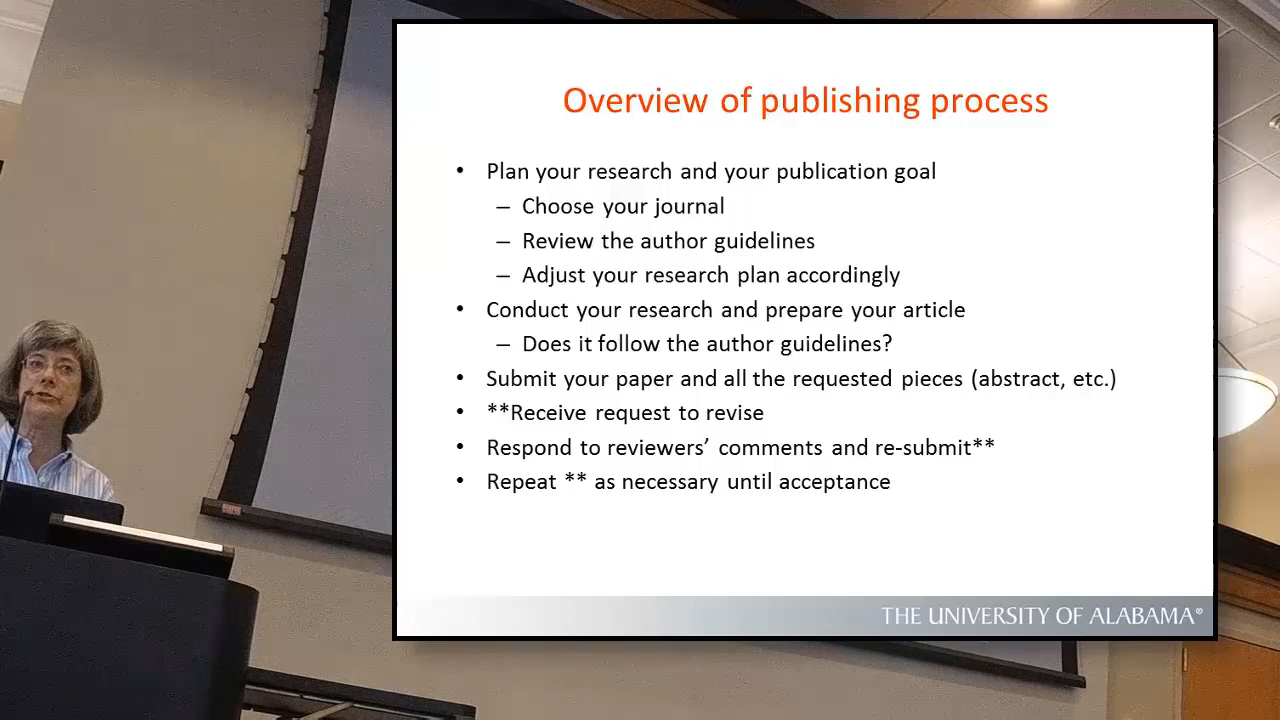 Overview of publishing process
• Plan your research and your publication goal
– Choose your journal
– Review the author guidelines
– Adjust your research plan accordingly
• Conduct your research and prepare your article
– Does it follow the author guidelines?
• Submit your paper and all the requested pieces (abstract, etc.)
• **Receive request to revise
• Respond to reviewers’ comments and re-submit**
• Repeat ** as necessary until acceptance
THE UNIVERSITY OF ALABAMA®